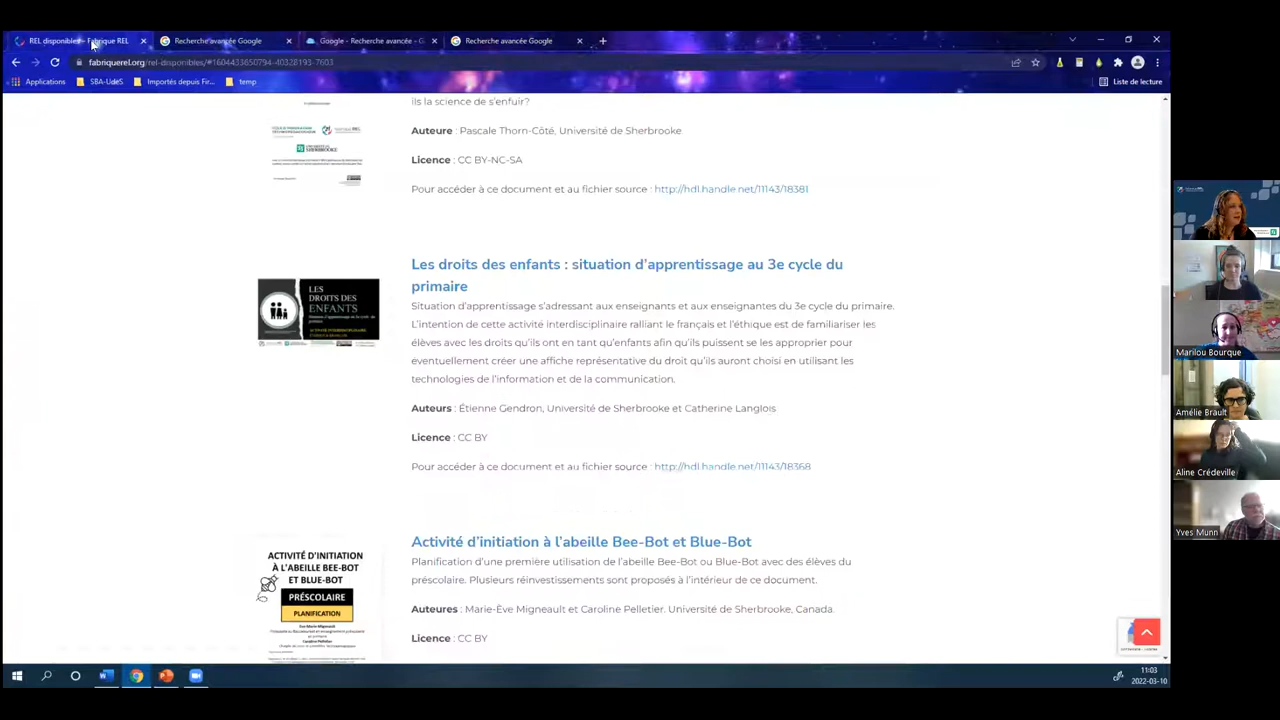 REL disponibles - Fabrique REL
Recherche avancée Google
Google - Recherche avancée - G
Recherche avancée Google
fabriquerel.org/rel-disponibles/#1604433850794-40328193-7603
Applications
SBA-UdeS
Importés depuis Fir...
temp
Liste de lecture
ils la science de s'enfuir?
Auteure : Pascale Thorn-Côté, Université de Sherbrooke
Licence : CC BY-NC-SA
Pour accéder à ce document et au fichier source : http://hdl.handle.net/11143/18381
SHERBROOKE
Les droits des enfants : situation d'apprentissage au 3e cycle du
primaire
Situation d'apprentissage s'adressant aux enseignants et aux enseignantes du 3e cycle du primaire.
L'intention de cette activité interdisciplinaire ralliant le français et l'éthique est de familiariser les
élèves avec les droits qu'ils ont en tant qu'enfants afin qu'ils puissent se les approprier pour
éventuellement créer une affiche représentative du droit qu'ils auront choisi en utilisant les
technologies de l'information et de la communication.
Auteurs : Étienne Gendron, Université de Sherbrooke et Catherine Langlois
Licence : CC BY
Pour accéder à ce document et au fichier source : http://hdl.handle.net/11143/18368
LES
DROITS DES
ENFANTS
Activité d'initiation à l'abeille Bee-Bot et Blue-Bot
Planification d'une première utilisation de l'abeille Bee-Bot ou Blue-Bot avec des élèves du
préscolaire. Plusieurs réinvestissements sont proposés à l'intérieur de ce document.
Auteures : Marie-Ève Migneault et Caroline Pelletier. Université de Sherbrooke, Canada.
Licence : CC BY
ACTIVITÉ D'INITIATION
À L'ABEILLE BEE-BOT
ET BLUE-BOT
PRÉSCOLAIRE
PLANIFICATION
Marilou Bourque
Amélie Brault
Aline Crédeville
Yves Munn
11:03
2022-03-10